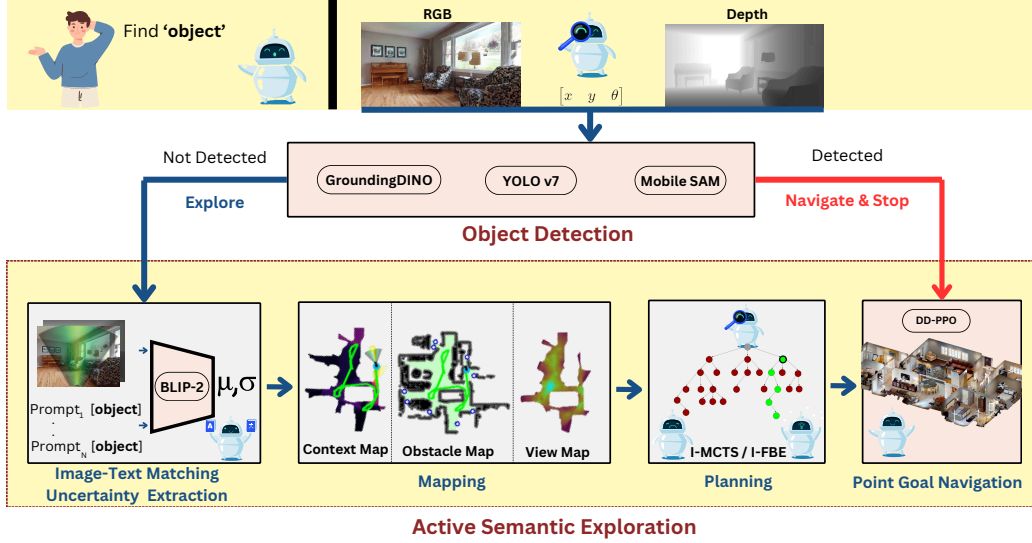 Find 'object'
RGB
Depth
[x y θ]
Not Detected
Explore
GroundingDINO
YOLO v7
Mobile SAM
Detected
Navigate & Stop
Object Detection
BLIP-2
μ,σ
Prompt1 [object]
.
.
PromptN [object]
A
Image-Text Matching
Uncertainty Extraction
Context Map
Obstacle Map
View Map
Mapping
I-MCTS / I-FBE
Planning
DD-PPO
Point Goal Navigation
Active Semantic Exploration